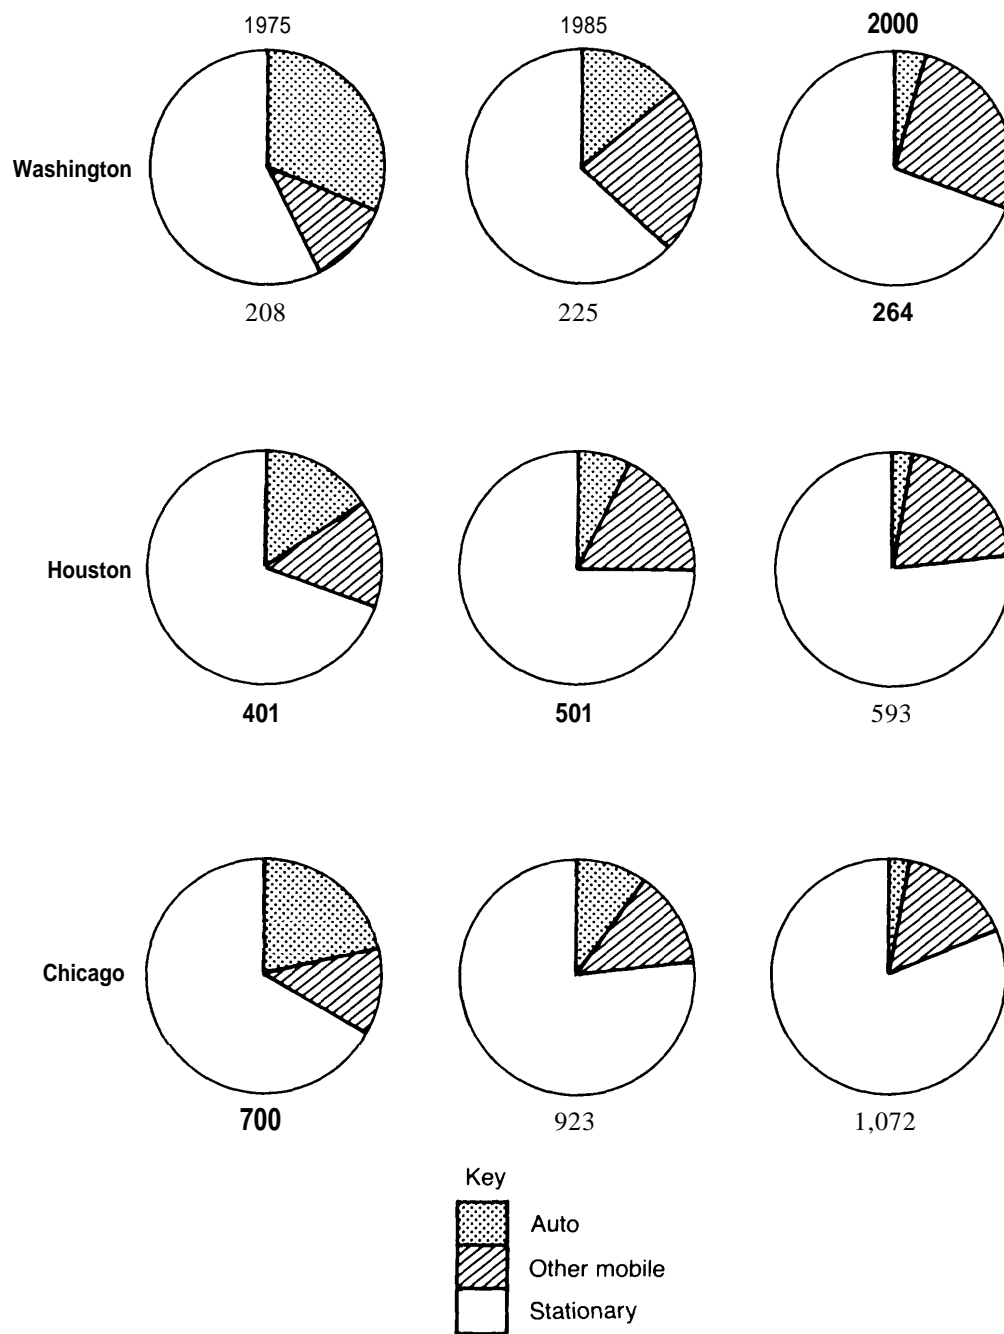 1975 1985 2000
Washington
208 225 264
Houston
401 501 593
Chicago
700 923 1,072
Key
Auto
Other mobile
Stationary